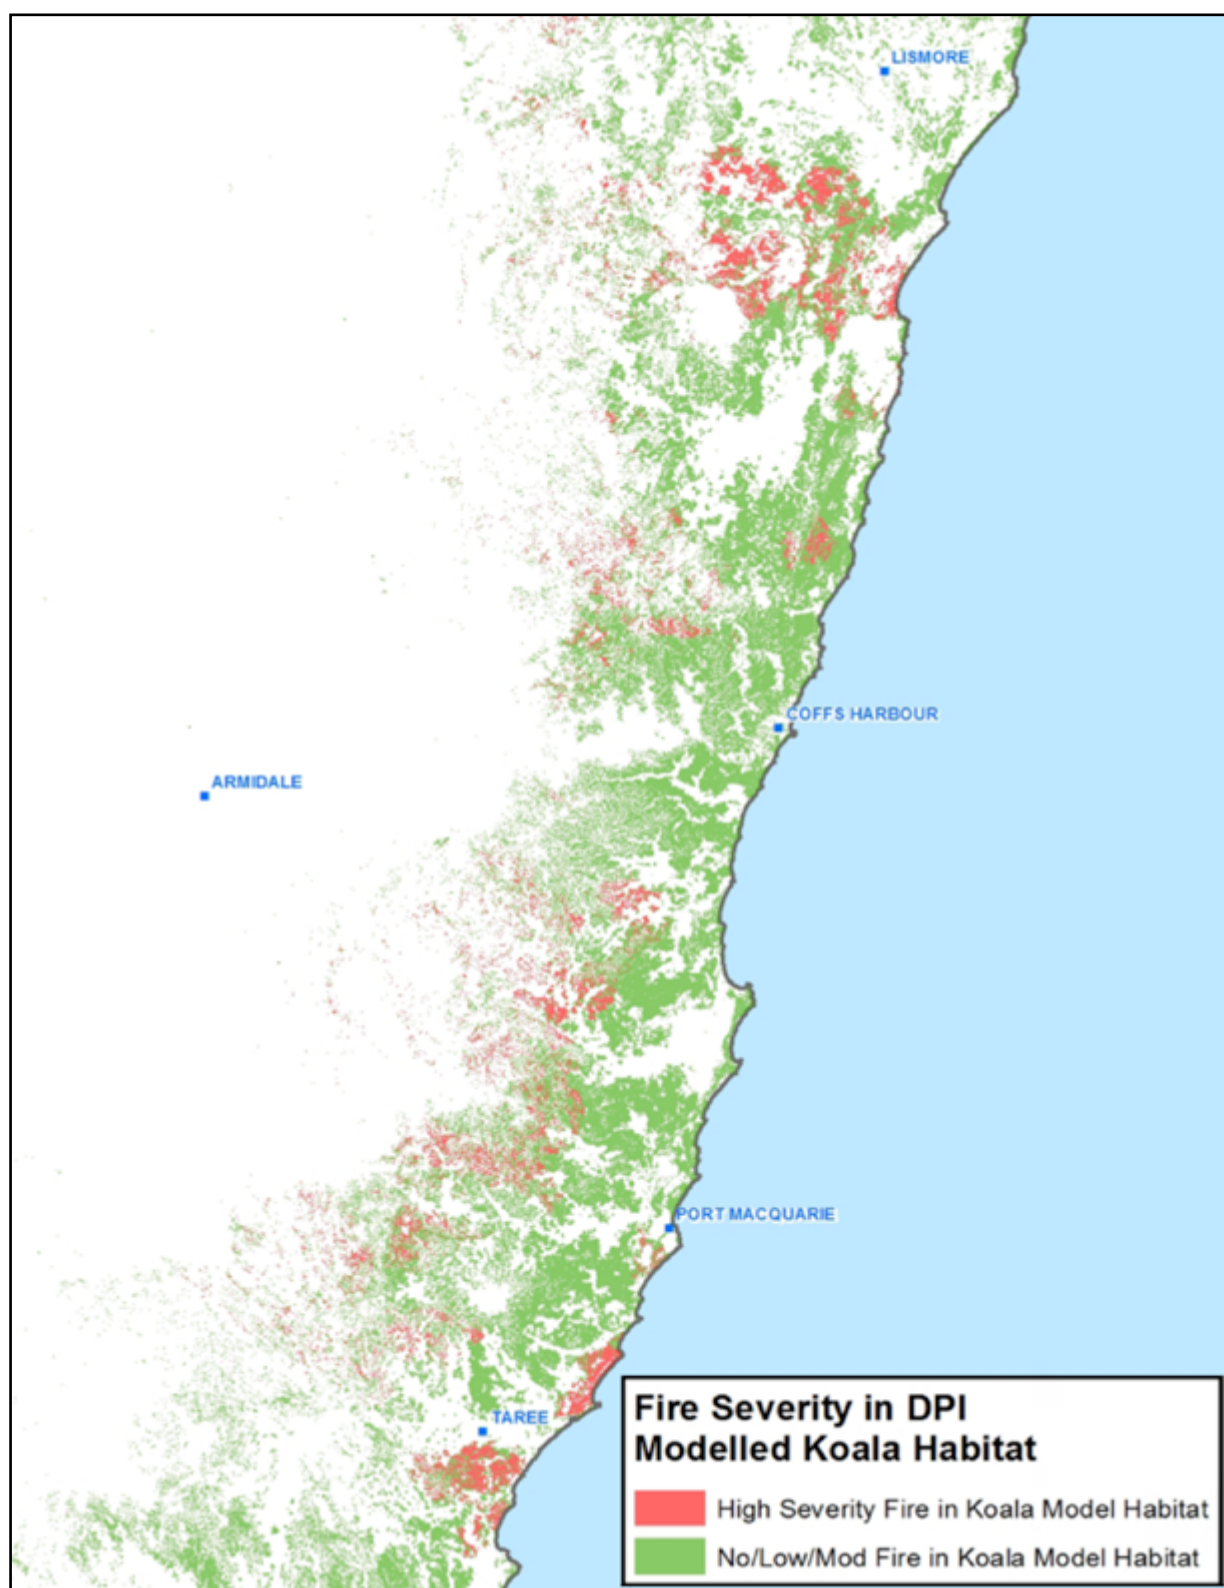 LISMORE
COFFS HARBOUR
ARMIDALE
PORT MACQUARIE
TAREE
Fire Severity in DPI
Modelled Koala Habitat
High Severity Fire in Koala Model Habitat
No/Low/Mod Fire in Koala Model Habitat